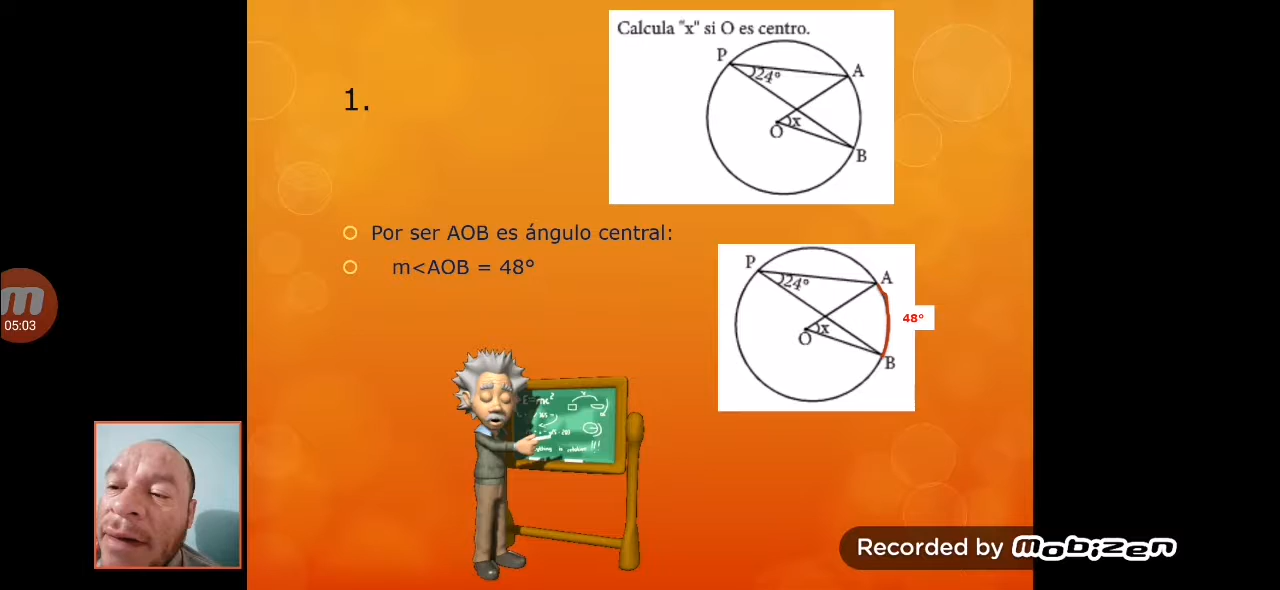 Calcula "x" si O es centro.
P
A
24°
x
O
B
1.
Por ser AOB es ángulo central:
m<AOB = 48°
P
A
24°
48°
x
O
B
m
05:03
E=mc²
Recorded by mobizen